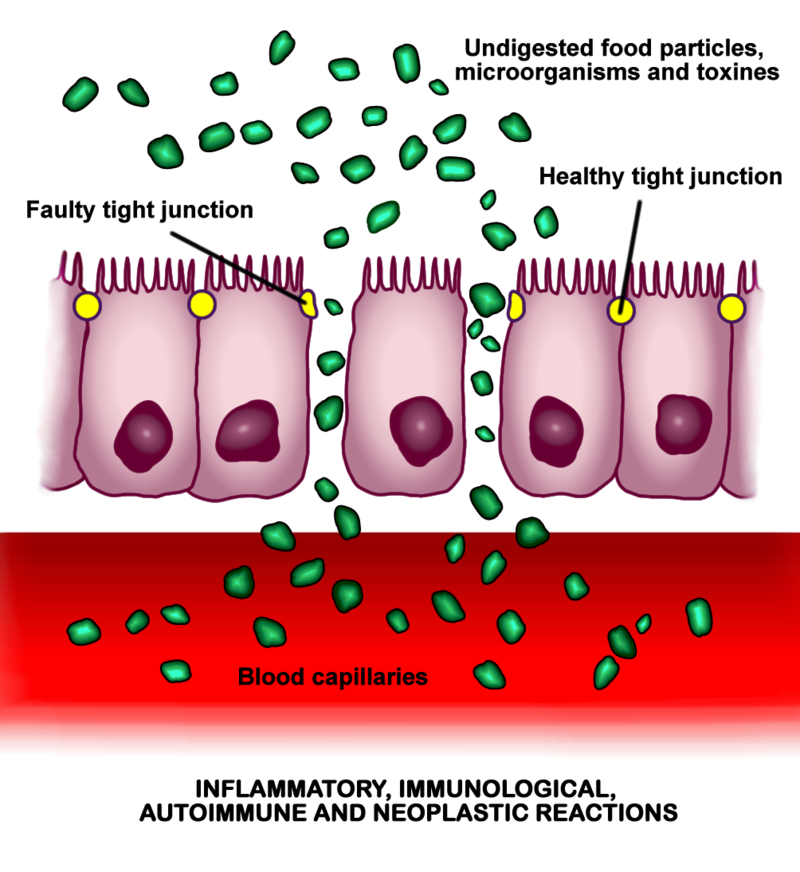 Undigested food particles,
microorganisms and toxines
Healthy tight junction
Faulty tight junction
Blood capillaries
INFLAMMATORY, IMMUNOLOGICAL,
AUTOIMMUNE AND NEOPLASTIC REACTIONS